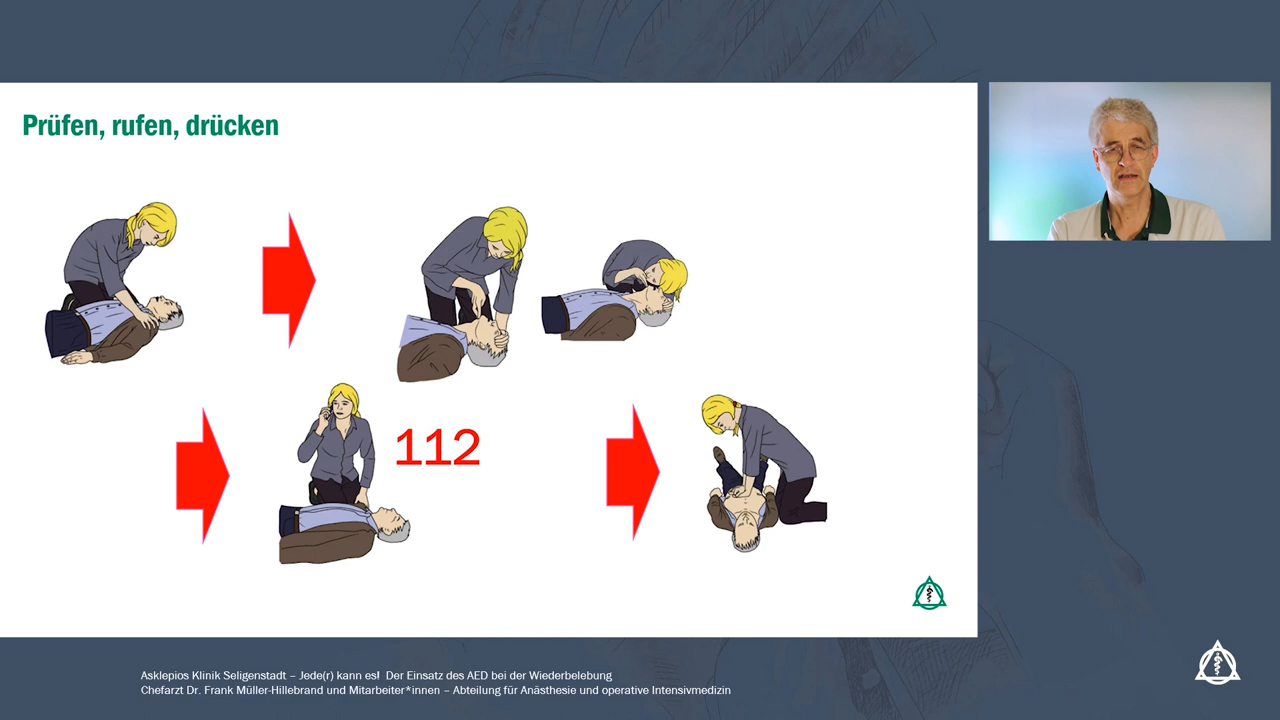 Prüfen, rufen, drücken
112
Asklepios Klinik Seligenstadt – Jede(r) kann es! Der Einsatz des AED bei der Wiederbelebung
Chefarzt Dr. Frank Müller-Hillebrand und Mitarbeiter*innen – Abteilung für Anästhesie und operative Intensivmedizin